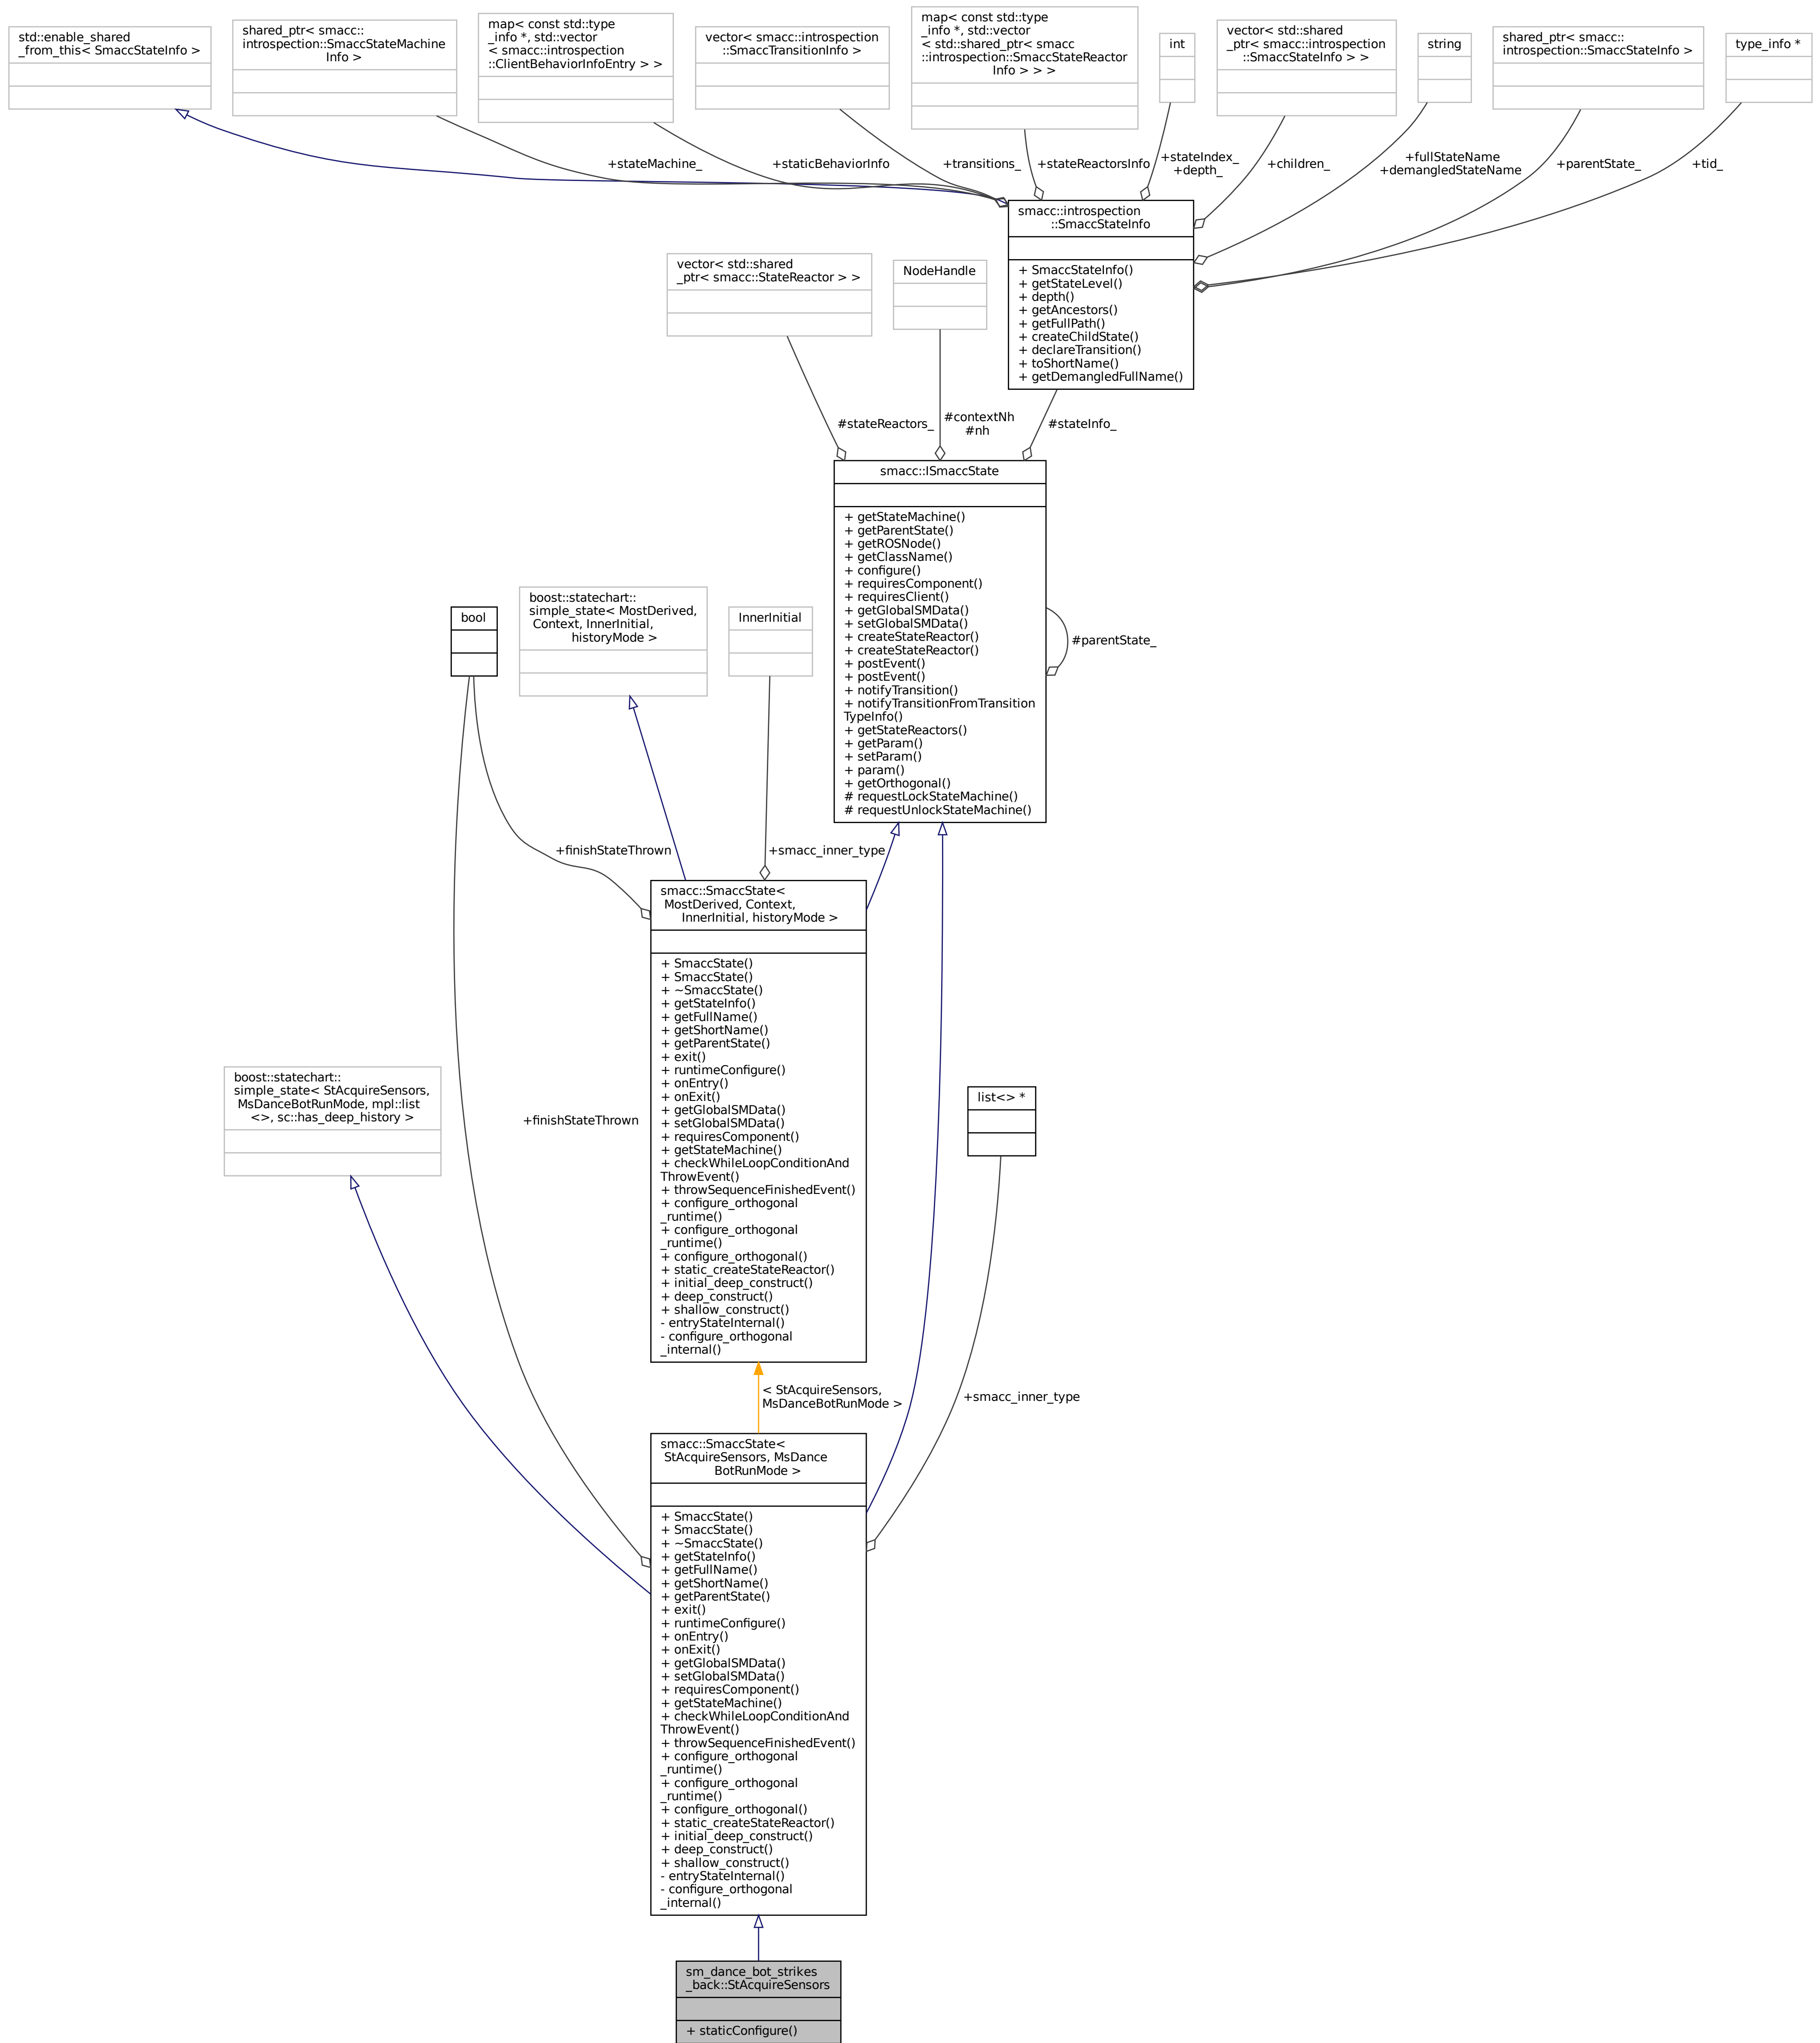 std::enable_shared
_from_this< SmaccStateInfo >
shared_ptr< smacc::
introspection::SmaccStateMachine
Info >
map< const std::type
_info *, std::vector
< smacc::introspection
::ClientBehaviorInfoEntry > >
vector< smacc::introspection
::SmaccTransitionInfo >
map< const std::type
_info *, std::vector
< std::shared_ptr< smacc
::introspection::SmaccStateReactor
Info > > >
int
vector< std::shared
_ptr< smacc::introspection
::SmaccStateInfo > >
string
shared_ptr< smacc::
introspection::SmaccStateInfo >
type_info *
+stateMachine_
+staticBehaviorInfo
+transitions_
+stateReactorsInfo
+stateIndex_
+depth_
+children_
+fullStateName
+demangledStateName
+parentState_
+tid_
smacc::introspection
::SmaccStateInfo
+ SmaccStateInfo()
+ getStateLevel()
+ depth()
+ getAncestors()
+ getFullPath()
+ createChildState()
+ declareTransition()
+ toShortName()
+ getDemangledFullName()
vector< std::shared
_ptr< smacc::StateReactor > >
NodeHandle
#stateReactors_
#contextNh
#nh
#stateInfo_
smacc::ISmaccState
+ getStateMachine()
+ getParentState()
+ getROSNode()
+ getClassName()
+ configure()
+ requiresComponent()
+ requiresClient()
+ getGlobalSMData()
+ setGlobalSMData()
+ createStateReactor()
+ createStateReactor()
+ postEvent()
+ postEvent()
+ notifyTransition()
+ notifyTransitionFromTransition
TypeInfo()
+ getStateReactors()
+ getParam()
+ setParam()
+ param()
+ getOrthogonal()
# requestLockStateMachine()
# requestUnlockStateMachine()
#parentState_
bool
boost::statechart::
simple_state< MostDerived,
Context, InnerInitial,
historyMode >
InnerInitial
+finishStateThrown
+smacc_inner_type
smacc::SmaccState<
MostDerived, Context,
InnerInitial, historyMode >
+ SmaccState()
+ SmaccState()
+ ~SmaccState()
+ getStateInfo()
+ getFullName()
+ getShortName()
+ getParentState()
+ exit()
+ runtimeConfigure()
+ onEntry()
+ onExit()
+ getGlobalSMData()
+ setGlobalSMData()
+ requiresComponent()
+ getStateMachine()
+ checkWhileLoopConditionAnd
ThrowEvent()
+ throwSequenceFinishedEvent()
+ configure_orthogonal
_runtime()
+ configure_orthogonal
_runtime()
+ configure_orthogonal()
+ static_createStateReactor()
+ initial_deep_construct()
+ deep_construct()
+ shallow_construct()
- entryStateInternal()
- configure_orthogonal
_internal()
boost::statechart::
simple_state< StAcquireSensors,
MsDanceBotRunMode, mpl::list
<>, sc::has_deep_history >
+finishStateThrown
list<> *
< StAcquireSensors,
MsDanceBotRunMode >
+smacc_inner_type
smacc::SmaccState<
StAcquireSensors, MsDance
BotRunMode >
+ SmaccState()
+ SmaccState()
+ ~SmaccState()
+ getStateInfo()
+ getFullName()
+ getShortName()
+ getParentState()
+ exit()
+ runtimeConfigure()
+ onEntry()
+ onExit()
+ getGlobalSMData()
+ setGlobalSMData()
+ requiresComponent()
+ getStateMachine()
+ checkWhileLoopConditionAnd
ThrowEvent()
+ throwSequenceFinishedEvent()
+ configure_orthogonal
_runtime()
+ configure_orthogonal
_runtime()
+ configure_orthogonal()
+ static_createStateReactor()
+ initial_deep_construct()
+ deep_construct()
+ shallow_construct()
- entryStateInternal()
- configure_orthogonal
_internal()
sm_dance_bot_strikes
_back::StAcquireSensors
+ staticConfigure()